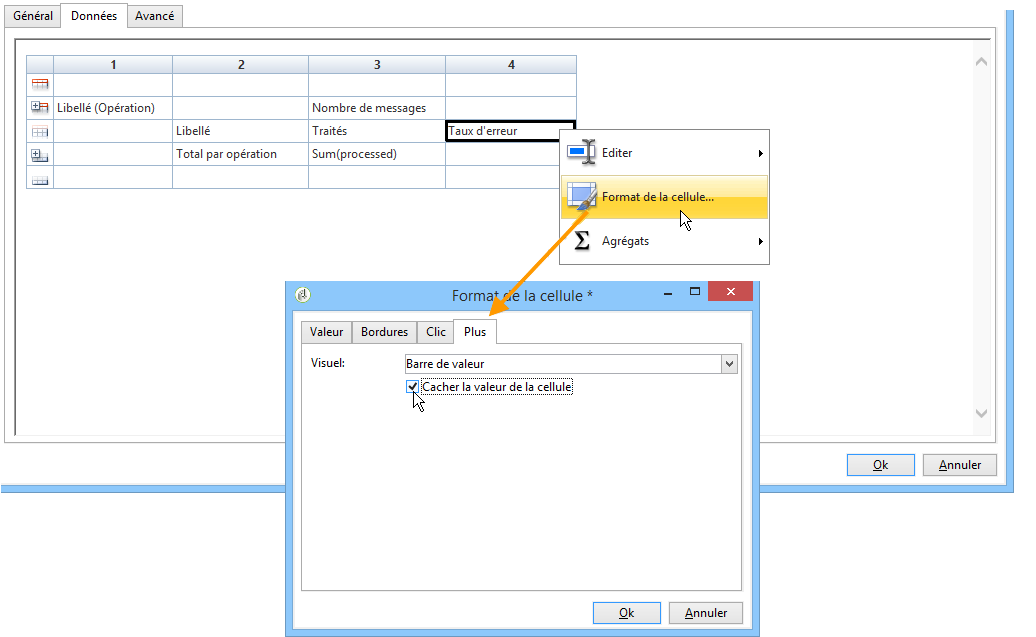 Général Données Avancé
1 2 3 4
Libellé (Opération) Nombre de messages
Libellé Traités Taux d'erreur
Total par opération Sum(processed)
Editer
Format de la cellule...
Agrégats
Format de la cellule *
Valeur Bordures Clic Plus
Visuel: Barre de valeur
Cacher la valeur de la cellule
Ok Annuler
Ok Annuler